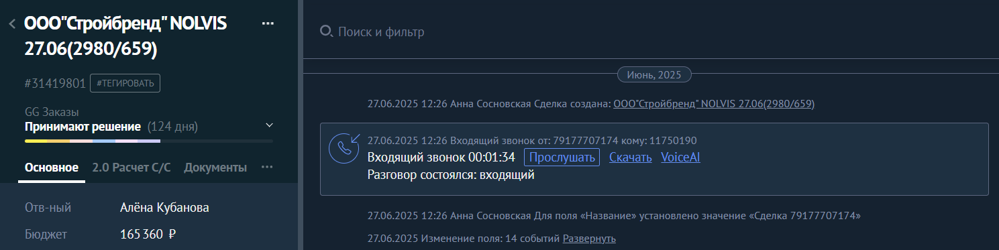 ООО"Стройбренд" NOLVIS
27.06(2980/659)
#31419801 #ТЕГИРОВАТЬ
GG Заказы
Принимают решение (124 дня)
Основное 2.0 Расчет С/С Документы
Отв-ный Алёна Кубанова
Бюджет 165 360 ₽
Поиск и фильтр
Июнь, 2025
27.06.2025 12:26 Анна Сосновская Сделка создана: ООО"Стройбренд" NOLVIS 27.06(2980/659)
27.06.2025 12:26 Входящий звонок от: 79177707174 кому: 11750190
Входящий звонок 00:01:34 Прослушать Скачать VoiceAI
Разговор состоялся: входящий
27.06.2025 12:26 Анна Сосновская Для поля «Название» установлено значение «Сделка 79177707174»
27.06.2025 Изменение поля: 14 событий Развернуть